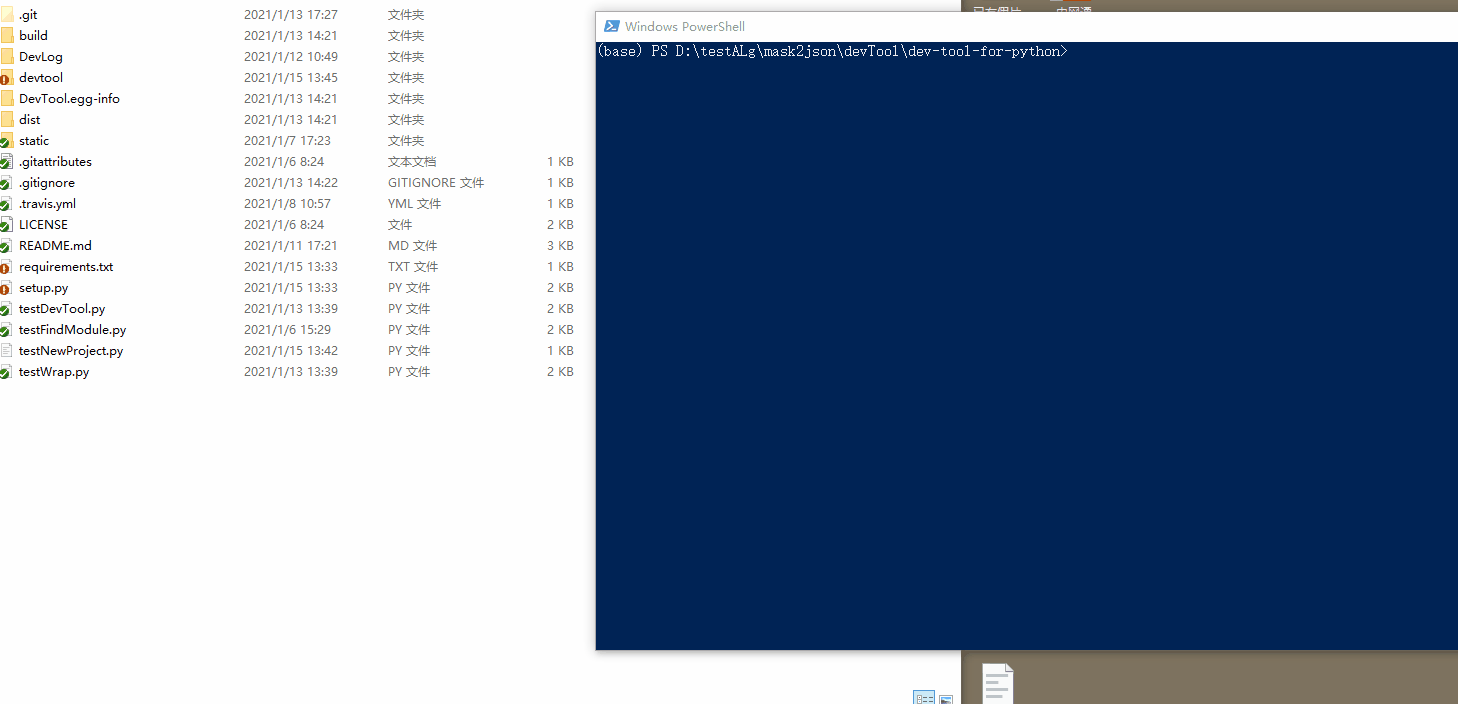 .git 2021/1/13 17:27 文件夹
build 2021/1/13 14:21 文件夹
DevLog 2021/1/12 10:49 文件夹
devtool 2021/1/15 13:45 文件夹
DevTool.egg-info 2021/1/13 14:21 文件夹
dist 2021/1/13 14:21 文件夹
static 2021/1/7 17:23 文件夹
.gitattributes 2021/1/6 8:24 文本文档 1 KB
.gitignore 2021/1/13 14:22 GITIGNORE 文件 1 KB
.travis.yml 2021/1/8 10:57 YML 文件 1 KB
LICENSE 2021/1/6 8:24 文件 2 KB
README.md 2021/1/11 17:21 MD 文件 3 KB
requirements.txt 2021/1/15 13:33 TXT 文件 1 KB
setup.py 2021/1/15 13:33 PY 文件 2 KB
testDevTool.py 2021/1/13 13:39 PY 文件 2 KB
testFindModule.py 2021/1/6 15:29 PY 文件 2 KB
testNewProject.py 2021/1/15 13:42 PY 文件 1 KB
testWrap.py 2021/1/13 13:39 PY 文件 2 KB
Windows PowerShell
(base) PS D:\testALg\mask2json\devTool\dev-tool-for-python>